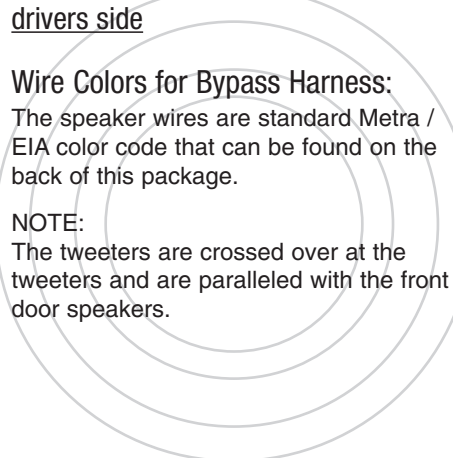 drivers side
Wire Colors for Bypass Harness:
The speaker wires are standard Metra /
EIA color code that can be found on the
back of this package.
NOTE:
The tweeters are crossed over at the
tweeters and are paralleled with the front
door speakers.